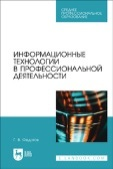 СРЕДНЕЕ
ПРОФЕССИОНАЛЬНОЕ
ОБРАЗОВАНИЕ
ИНФОРМАЦИОННЫЕ
ТЕХНОЛОГИИ
В ПРОФЕССИОНАЛЬНОЙ
ДЕЯТЕЛЬНОСТИ